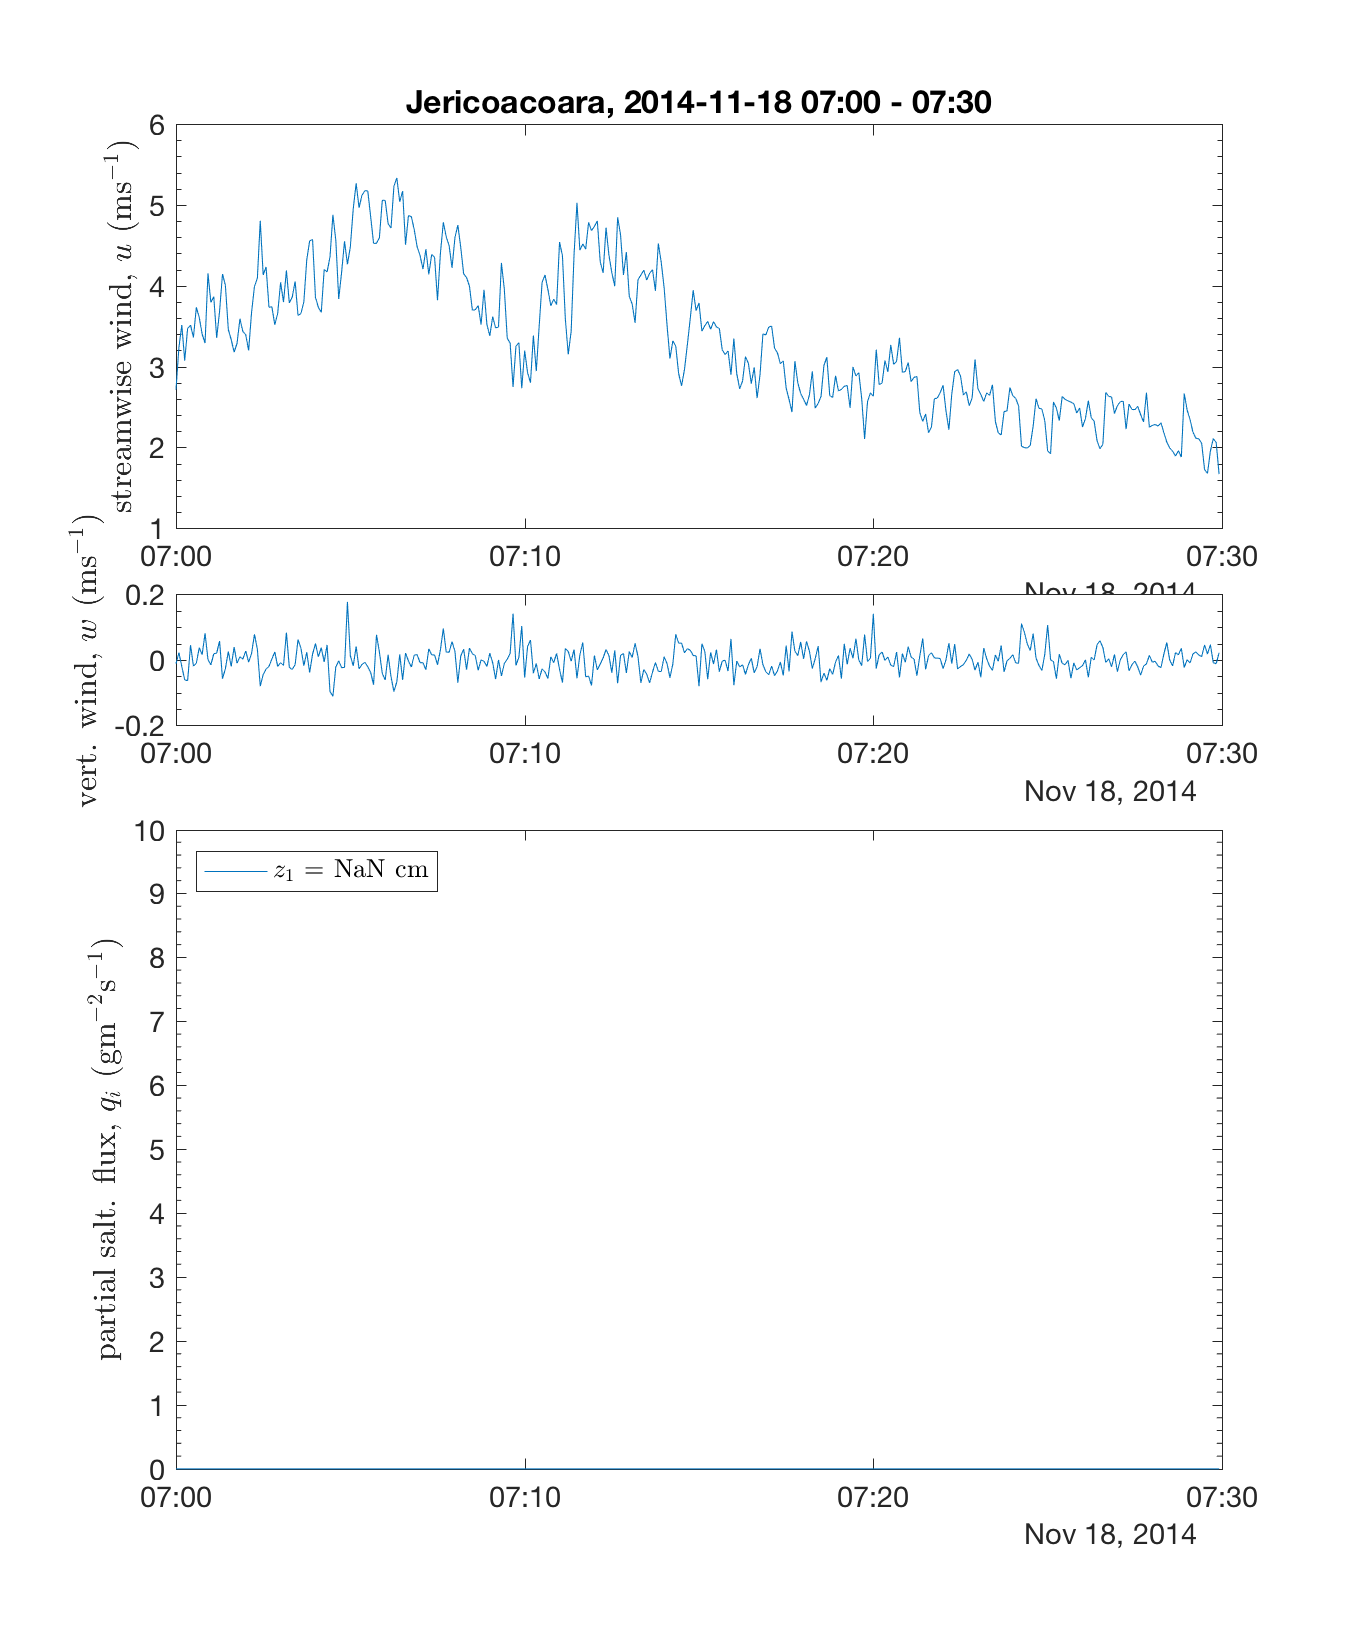 Jericoacoara, 2014-11-18 07:00 - 07:30
streamwise wind, u (ms⁻¹)
6
5
4
3
2
1
07:00 07:10 07:20 07:30
Nov 18, 2014
vert. wind, w (ms⁻¹)
0.2
0
-0.2
07:00 07:10 07:20 07:30
Nov 18, 2014
partial salt. flux, qᵢ (gm⁻²s⁻¹)
10
9
8
7
6
5
4
3
2
1
0
z₁ = NaN cm
07:00 07:10 07:20 07:30
Nov 18, 2014